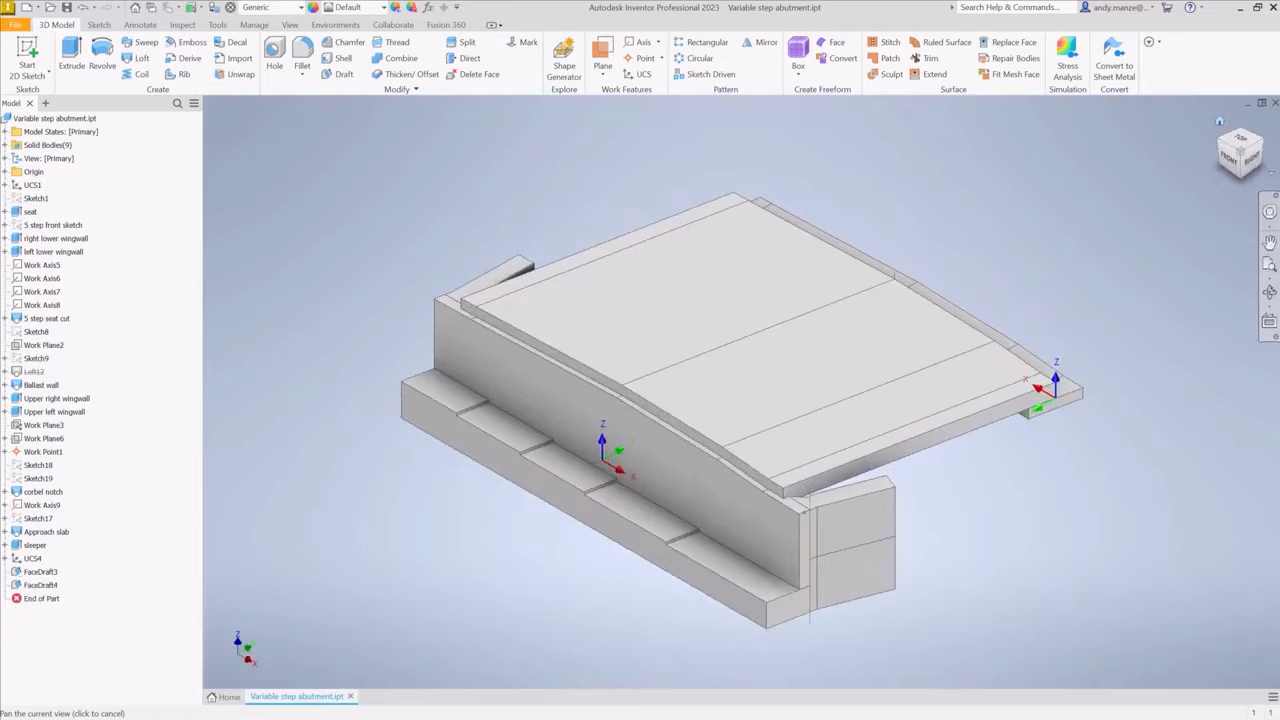 Generic
Default
Autodesk Inventor Professional 2023 Variable step abutment.ipt
Search Help & Commands...
andy.manze@...
File 3D Model Sketch Annotate Inspect Tools Manage View Environments Collaborate Fusion 360
Start
2D Sketch
Sketch
Extrude
Revolve
Sweep
Loft
Coil
Emboss
Derive
Rib
Decal
Import
Unwrap
Create
Hole
Fillet
Chamfer
Shell
Draft
Thread
Combine
Thicken/ Offset
Split
Direct
Delete Face
Mark
Modify
Shape
Generator
Explore
Plane
Axis
Point
UCS
Work Features
Rectangular
Circular
Sketch Driven
Mirror
Pattern
Box
Face
Convert
Create Freeform
Stitch
Patch
Sculpt
Ruled Surface
Trim
Extend
Replace Face
Repair Bodies
Fit Mesh Face
Surface
Stress
Analysis
Simulation
Convert to
Sheet Metal
Convert
Model
Variable step abutment.ipt
Model States: [Primary]
Solid Bodies(9)
View: [Primary]
Origin
UCS1
Sketch1
seat
5 step front sketch
right lower wingwall
left lower wingwall
Work Axis5
Work Axis6
Work Axis7
Work Axis8
5 step seat cut
Sketch8
Work Plane2
Sketch9
Loft12
Ballast wall
Upper right wingwall
Upper left wingwall
Work Plane3
Work Plane6
Work Point1
Sketch18
Sketch19
corbel notch
Work Axis9
Sketch17
Approach slab
sleeper
UCS4
FaceDraft3
FaceDraft4
End of Part
TOP
FRONT
RIGHT
Z
X
Z
X
Z
X
Home
Variable step abutment.ipt
Pan the current view (click to cancel)
1 1